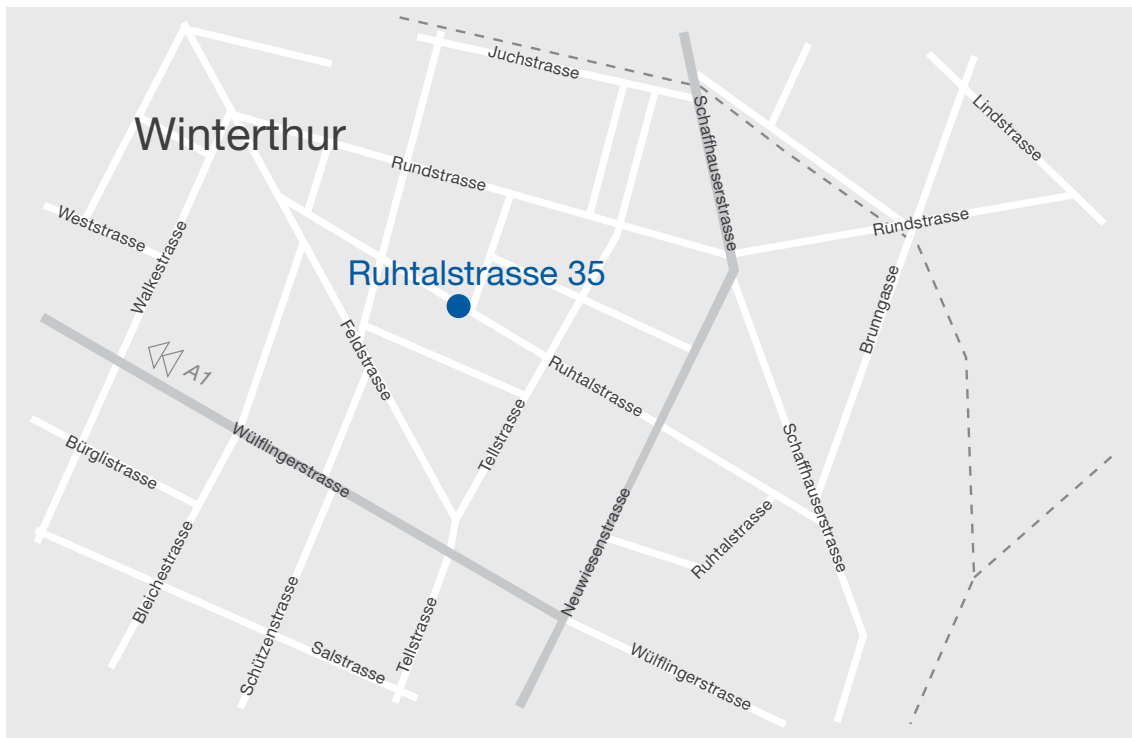 Juchstrasse
Schaffhauserstrasse
Lindstrasse
Winterthur
Rundstrasse
Weststrasse
Walkestrasse
Rundstrasse
Ruhtalstrasse 35
Brunngasse
A1
Feldstrasse
Ruhtalstrasse
Tellstrasse
Wülflingerstrasse
Bürglistrasse
Schaffhauserstrasse
Neuwiesenstrasse
Ruhtalstrasse
Bleichestrasse
Schützenstrasse
Salstrasse
Tellstrasse
Wülflingerstrasse